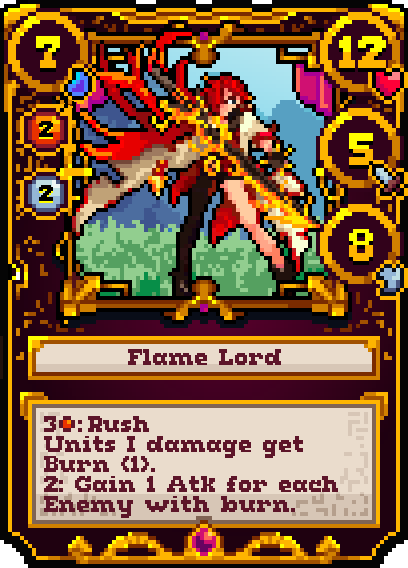 7
12
2
5
2
8
Flame Lord
3 : Rush
Units I damage get
Burn (1).
2: Gain 1 Atk for each
Enemy with burn.